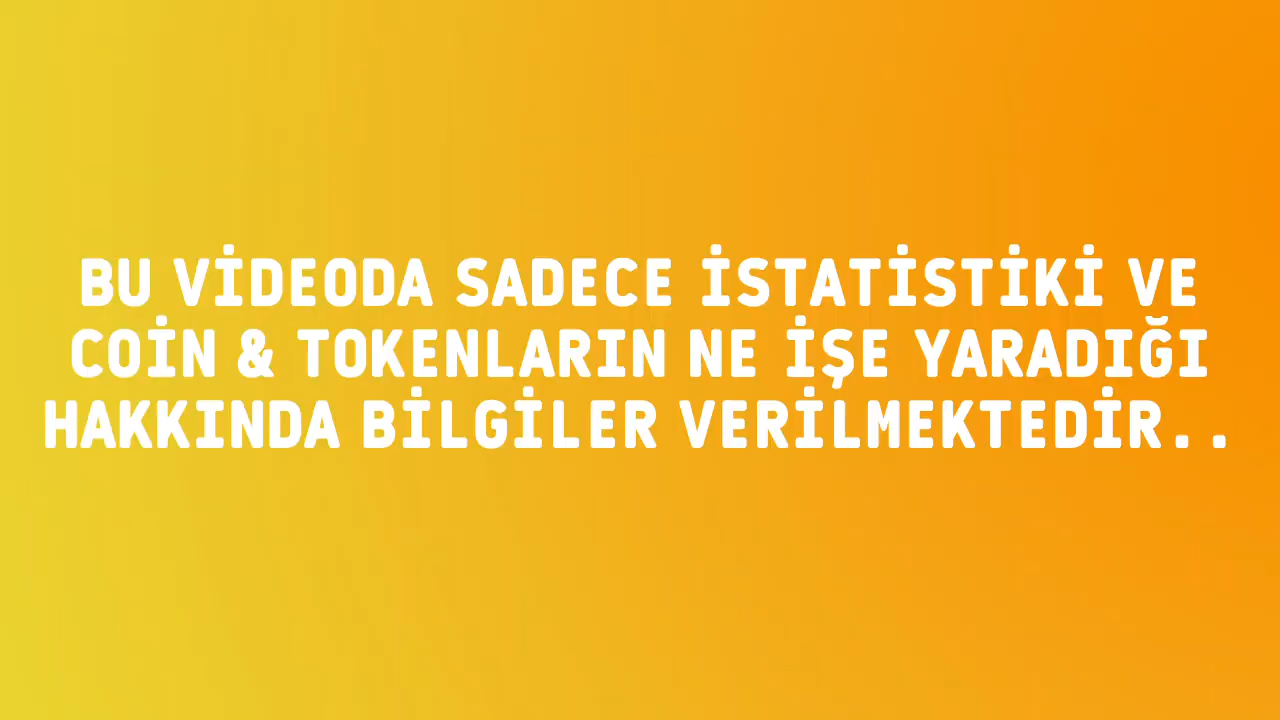 BU VİDEODA SADECE İSTATİSTİKİ VE
COİN & TOKENLARIN NE İŞE YARADIĞI
HAKKINDA BİLGİLER VERİLMEKTEDİR..